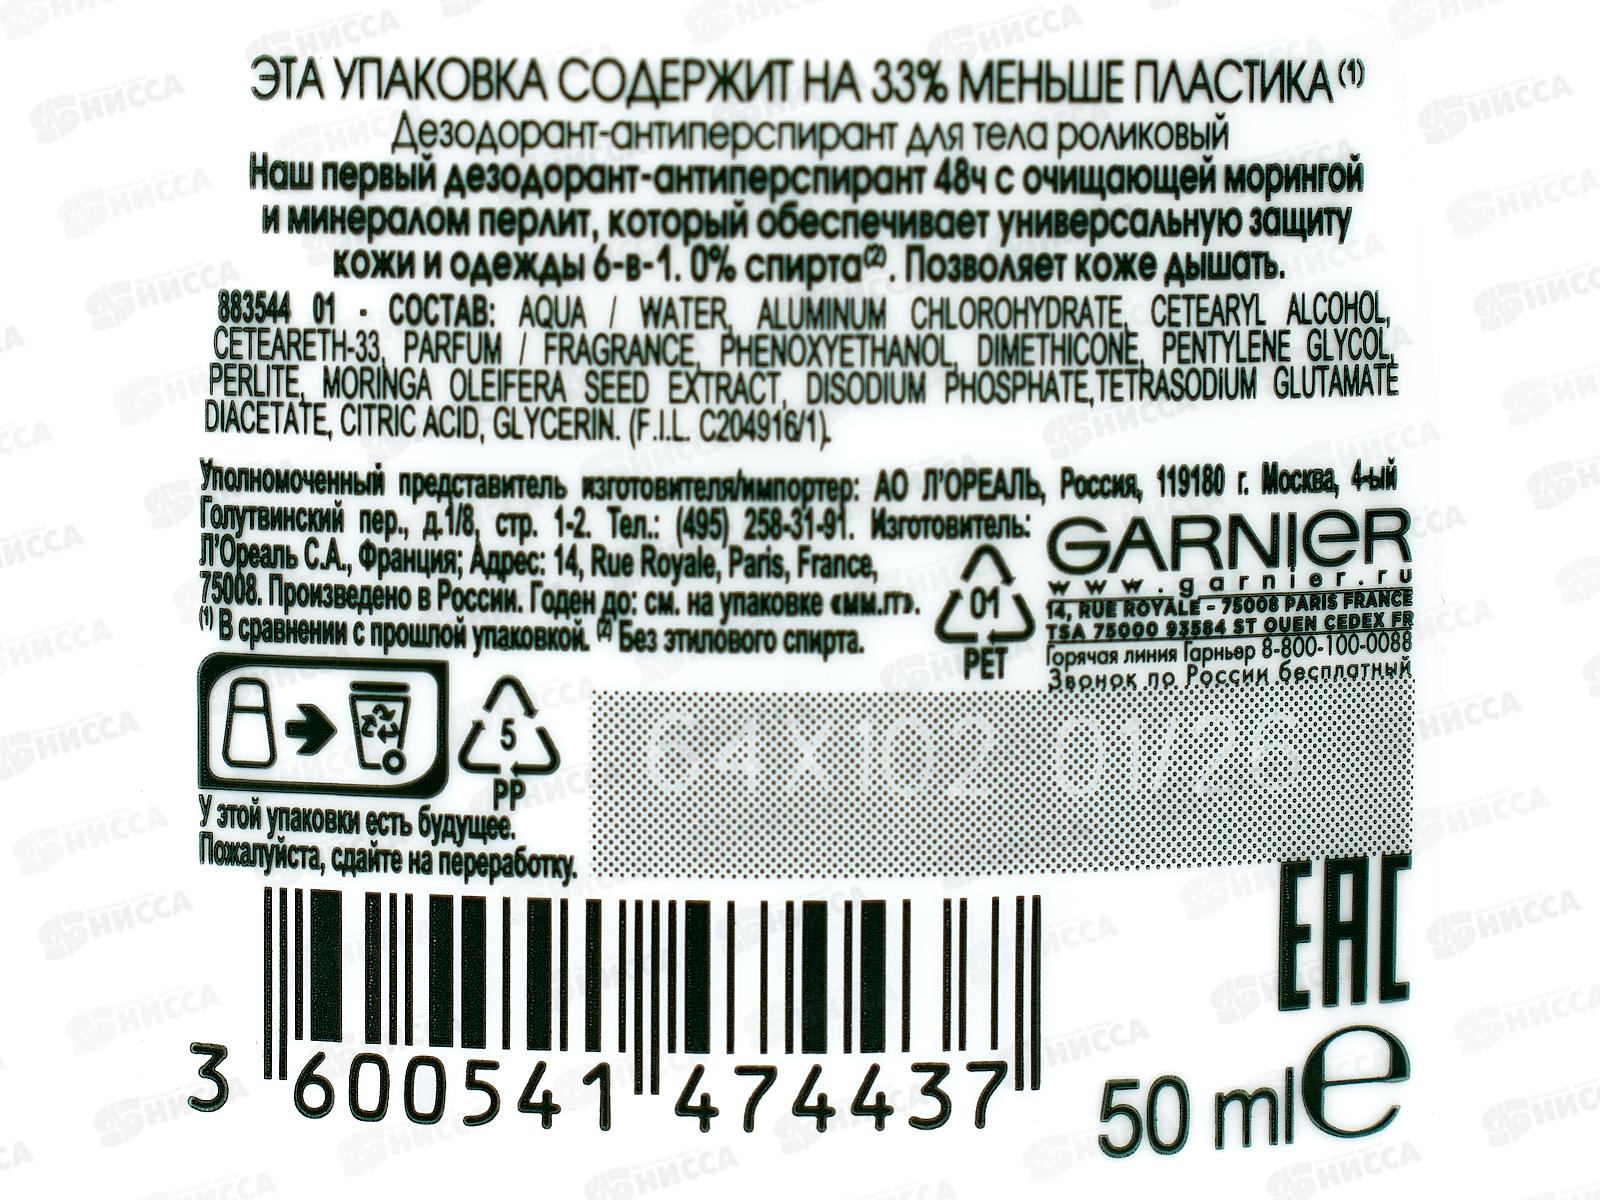 ЭТА УПАКОВКА СОДЕРЖИТ НА 33% МЕНЬШЕ ПЛАСТИКА(1)
Дезодорант-антиперспирант для тела роликовый
Наш первый дезодорант-антиперспирант 48ч с очищающей морингой
и минералом перлит, который обеспечивает универсальную защиту
кожи и одежды 6-в-1. 0% спирта(2). Позволяет коже дышать.
883544 01 - СОСТАВ: AQUA / WATER, ALUMINUM CHLOROHYDRATE, CETEARYL ALCOHOL,
CETEARETH-33, PARFUM / FRAGRANCE, PHENOXYETHANOL, DIMETHICONE, PENTYLENE GLYCOL,
PERLITE, MORINGA OLEIFERA SEED EXTRACT, DISODIUM PHOSPHATE, TETRASODIUM GLUTAMATE
DIACETATE, CITRIC ACID, GLYCERIN. (F.I.L. C204916/1).
Уполномоченный представитель изготовителя/импортер: АО Л'ОРЕАЛЬ, Россия, 119180 г. Москва, 4-ый
Голутвинский пер., д.1/8, стр. 1-2. Тел.: (495) 258-31-91. Изготовитель:
Л'Ореаль С.А., Франция; Адрес: 14, Rue Royale, Paris, France,
75008. Произведено в России. Годен до: см. на упаковке «мм.гг».
(1) В сравнении с прошлой упаковкой. (2) Без этилового спирта.
01
PET
GARNIER
www.garnier.ru
14, RUE ROYALE - 75008 PARIS FRANCE
TSA 75000 93584 ST OUEN CEDEX FR
Горячая линия Гарньер 8-800-100-0088
Звонок по России бесплатный
5
PP
64X102 01/26
У этой упаковки есть будущее.
Пожалуйста, сдайте на переработку.
EAC
3 600541 474437
50 ml e
НИССА